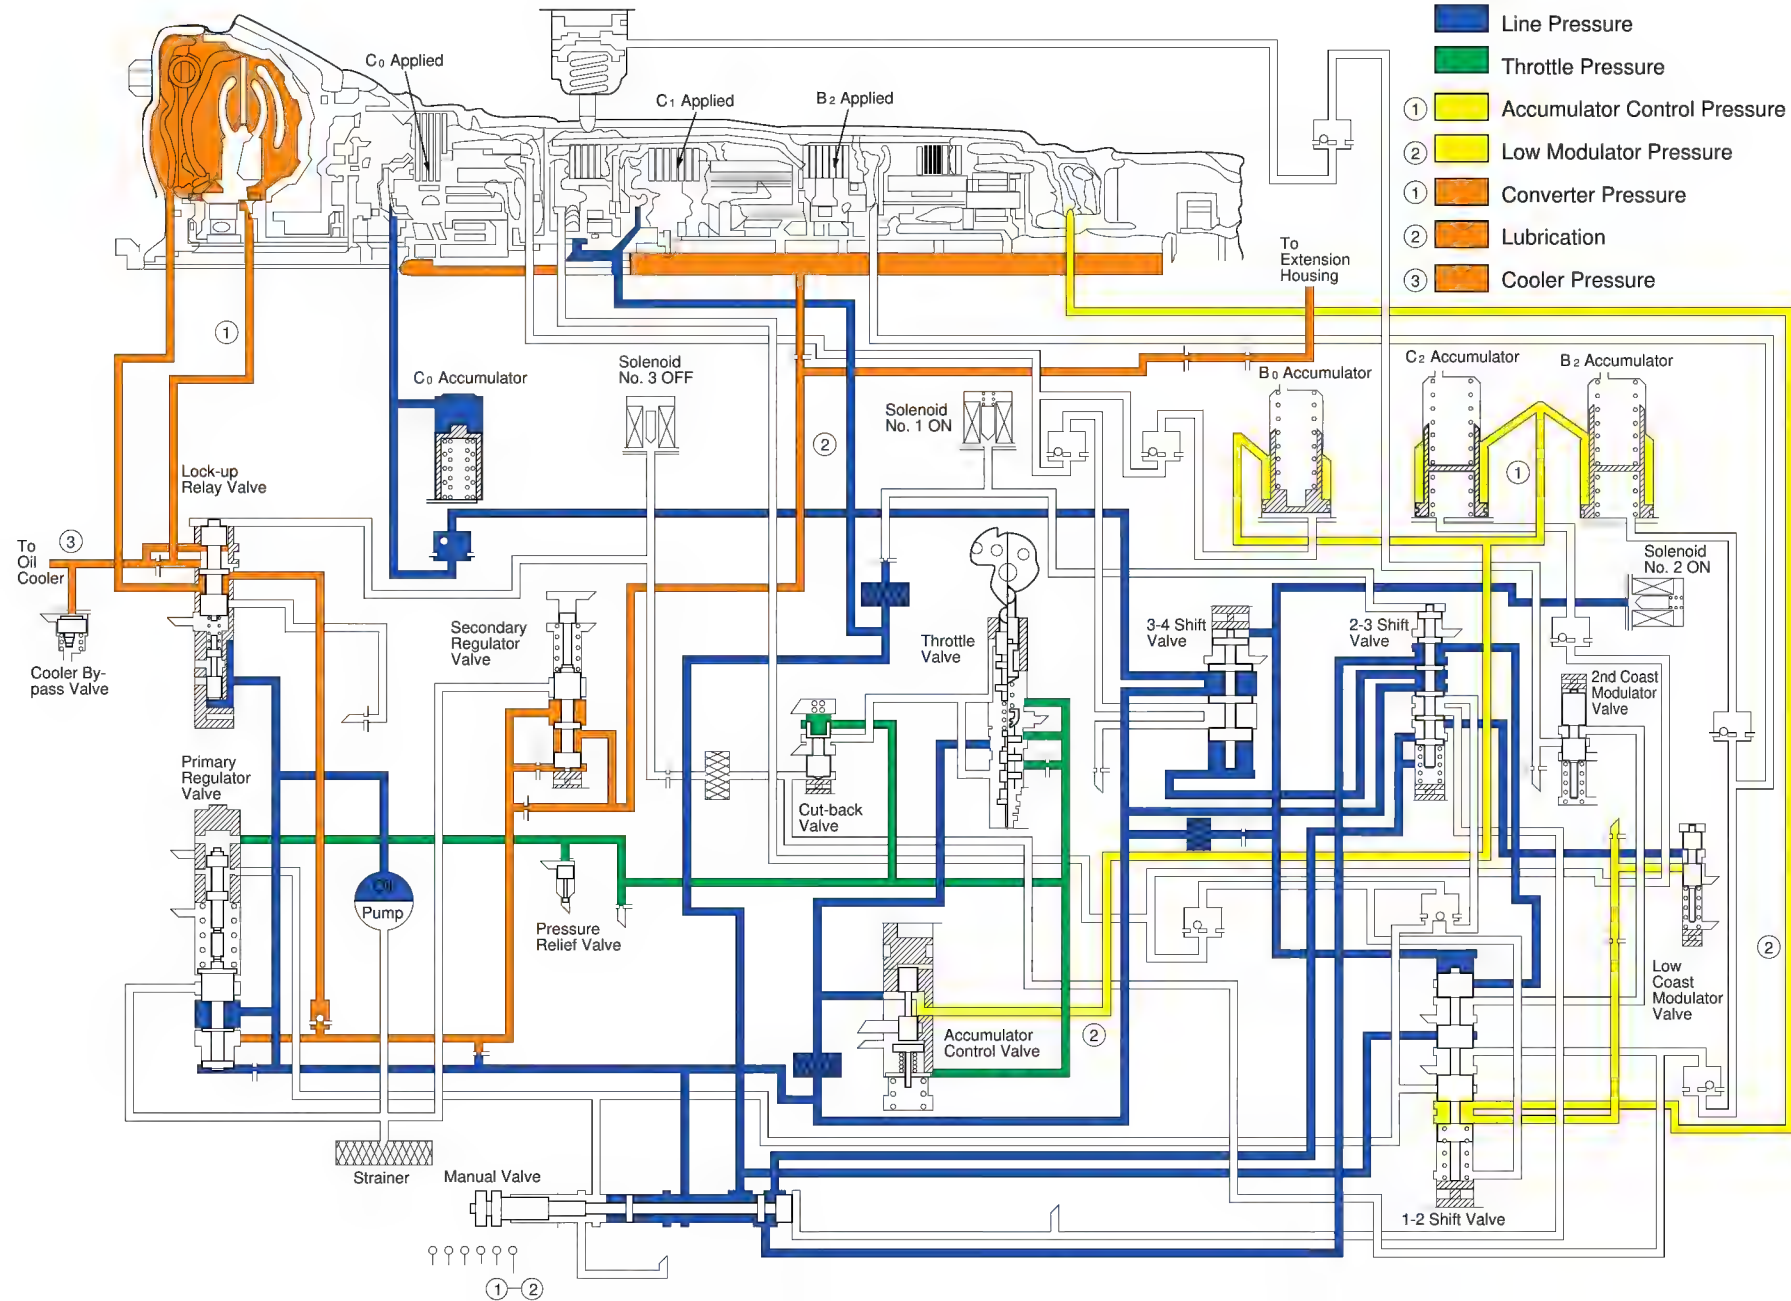 Line Pressure
Throttle Pressure
① Accumulator Control Pressure
② Low Modulator Pressure
① Converter Pressure
② Lubrication
③ Cooler Pressure
C₀ Applied
C₁ Applied
B₂ Applied
To
Extension
Housing
①
C₀ Accumulator
Solenoid
No. 3 OFF
Solenoid
No. 1 ON
B₀ Accumulator
C₂ Accumulator
B₂ Accumulator
②
①
Lock-up
Relay Valve
To
Oil
Cooler
③
Cooler By-
pass Valve
Secondary
Regulator
Valve
Throttle
Valve
3-4 Shift
Valve
2-3 Shift
Valve
Solenoid
No. 2 ON
2nd Coast
Modulator
Valve
Primary
Regulator
Valve
Cut-back
Valve
Oil
Pump
Pressure
Relief Valve
Accumulator
Control Valve
②
Low
Coast
Modulator
Valve
②
Strainer
Manual Valve
1-2 Shift Valve
①-②